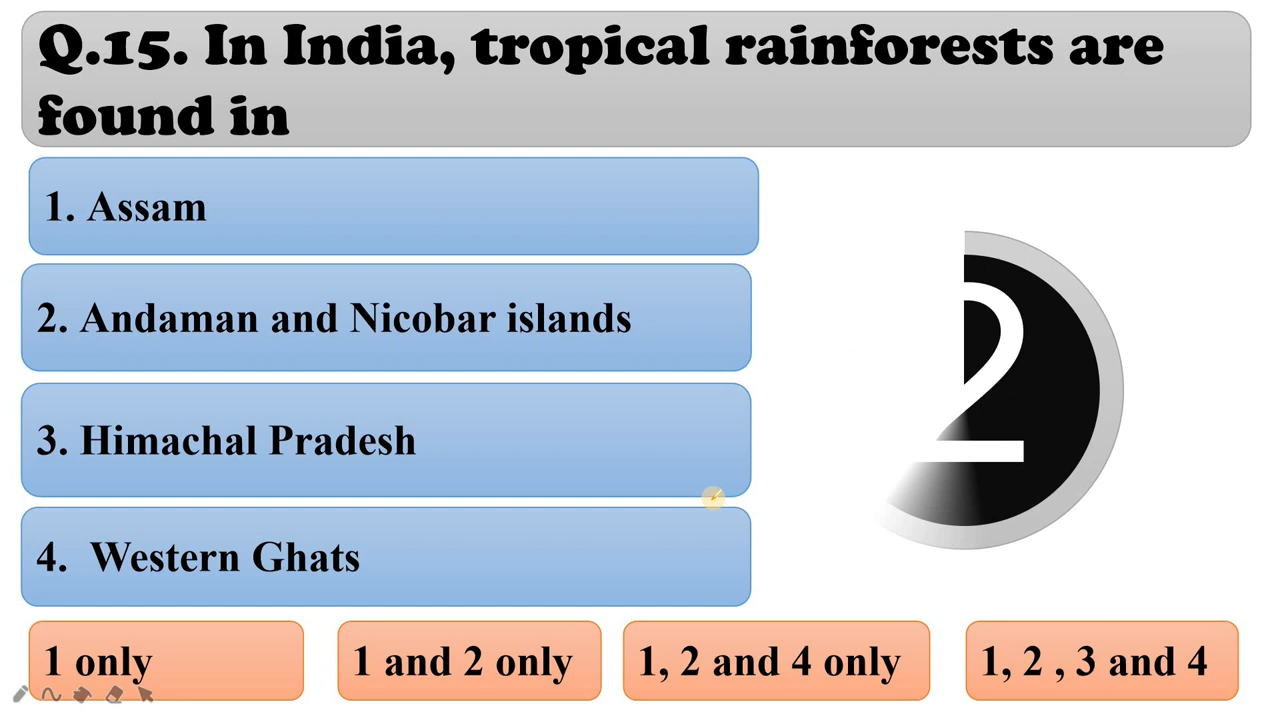 Q.15. In India, tropical rainforests are
found in
1. Assam
2. Andaman and Nicobar islands
3. Himachal Pradesh
4. Western Ghats
2
1 only
1 and 2 only
1, 2 and 4 only
1, 2 , 3 and 4